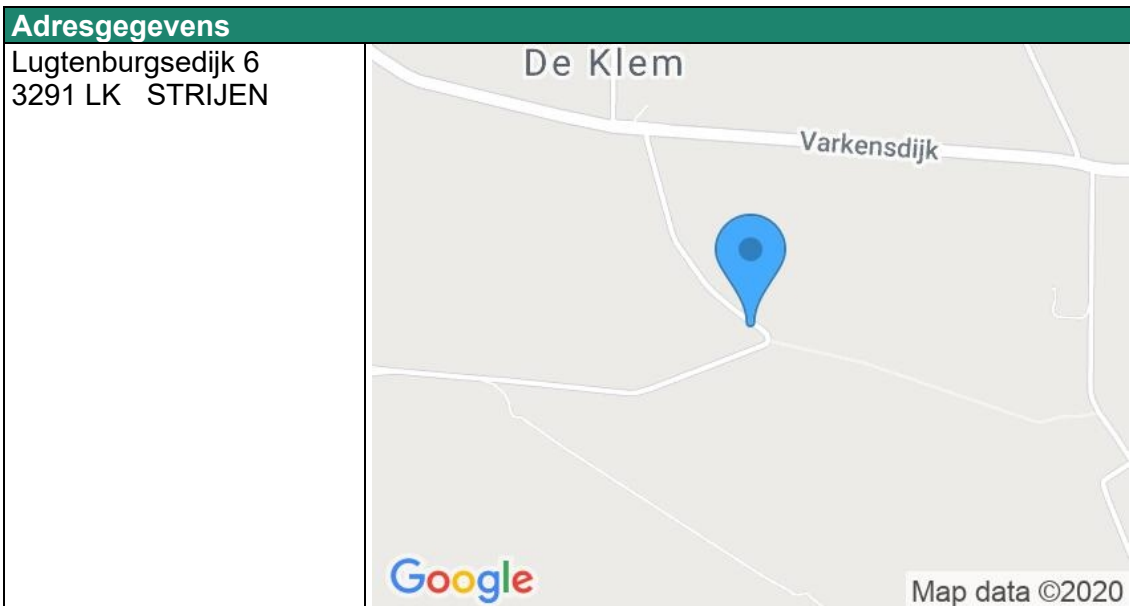 Adresgegevens
Lugtenburgsedijk 6
3291 LK   STRIJEN
De Klem
Varkensdijk
Google
Map data ©2020